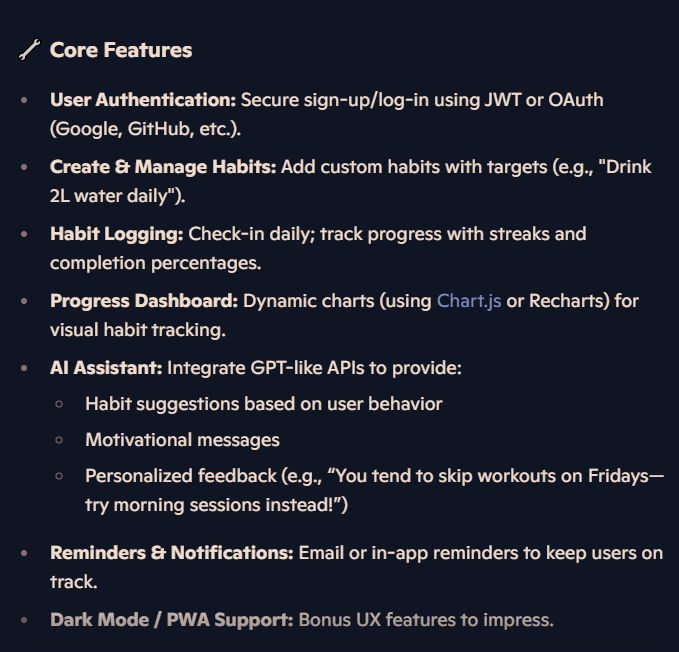 Core Features
User Authentication: Secure sign-up/log-in using JWT or OAuth
(Google, GitHub, etc.).
Create & Manage Habits: Add custom habits with targets (e.g., "Drink
2L water daily").
Habit Logging: Check-in daily; track progress with streaks and
completion percentages.
Progress Dashboard: Dynamic charts (using Chart.js or Recharts) for
visual habit tracking.
AI Assistant: Integrate GPT-like APIs to provide:
Habit suggestions based on user behavior
Motivational messages
Personalized feedback (e.g., “You tend to skip workouts on Fridays—
try morning sessions instead!”)
Reminders & Notifications: Email or in-app reminders to keep users on
track.
Dark Mode / PWA Support: Bonus UX features to impress.